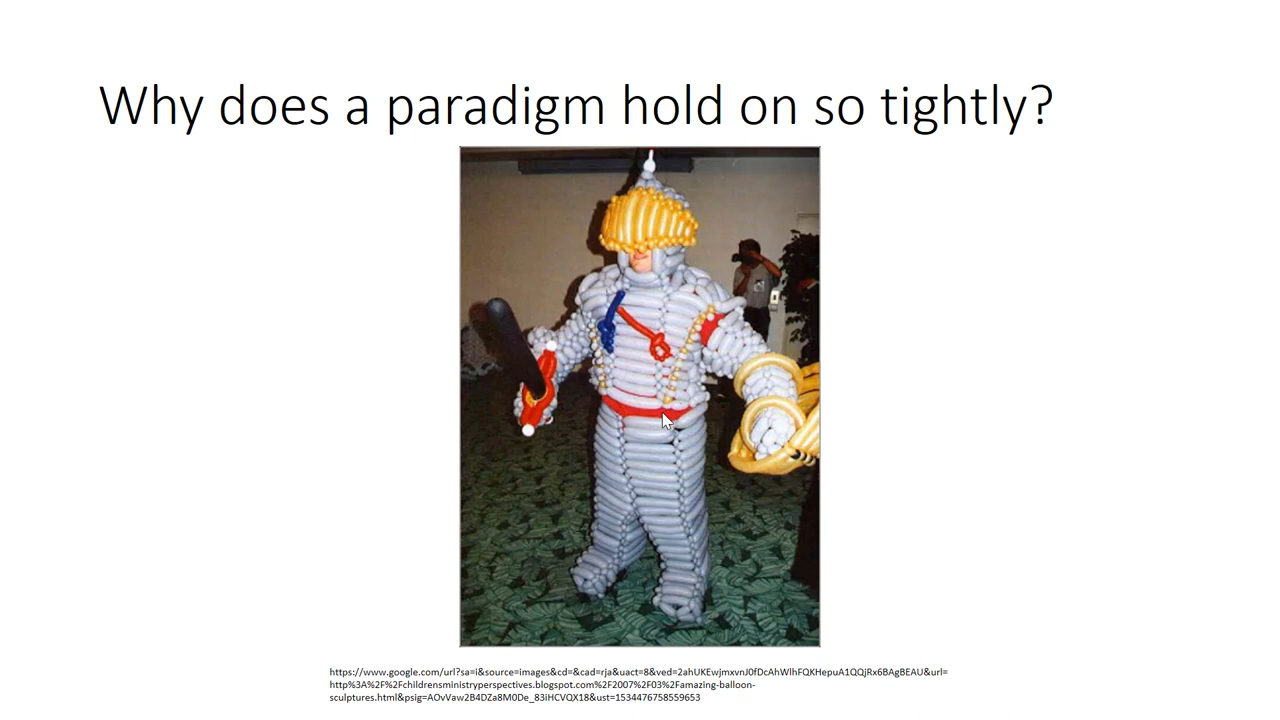 Why does a paradigm hold on so tightly?
https://www.google.com/url?sa=i&source=images&cd=&cad=rja&uact=8&ved=2ahUKEwjmxvnJ0fDcAhWlhFQKHepuA1QQjRx6BAgBEAU&url=
http%3A%2F%2Fchildrensministryperspectives.blogspot.com%2F2007%2F03%2Famazing-balloon-
sculptures.html&psig=AOvVaw2B4DZa8M0De_83iHCVQX18&ust=1534476758559653